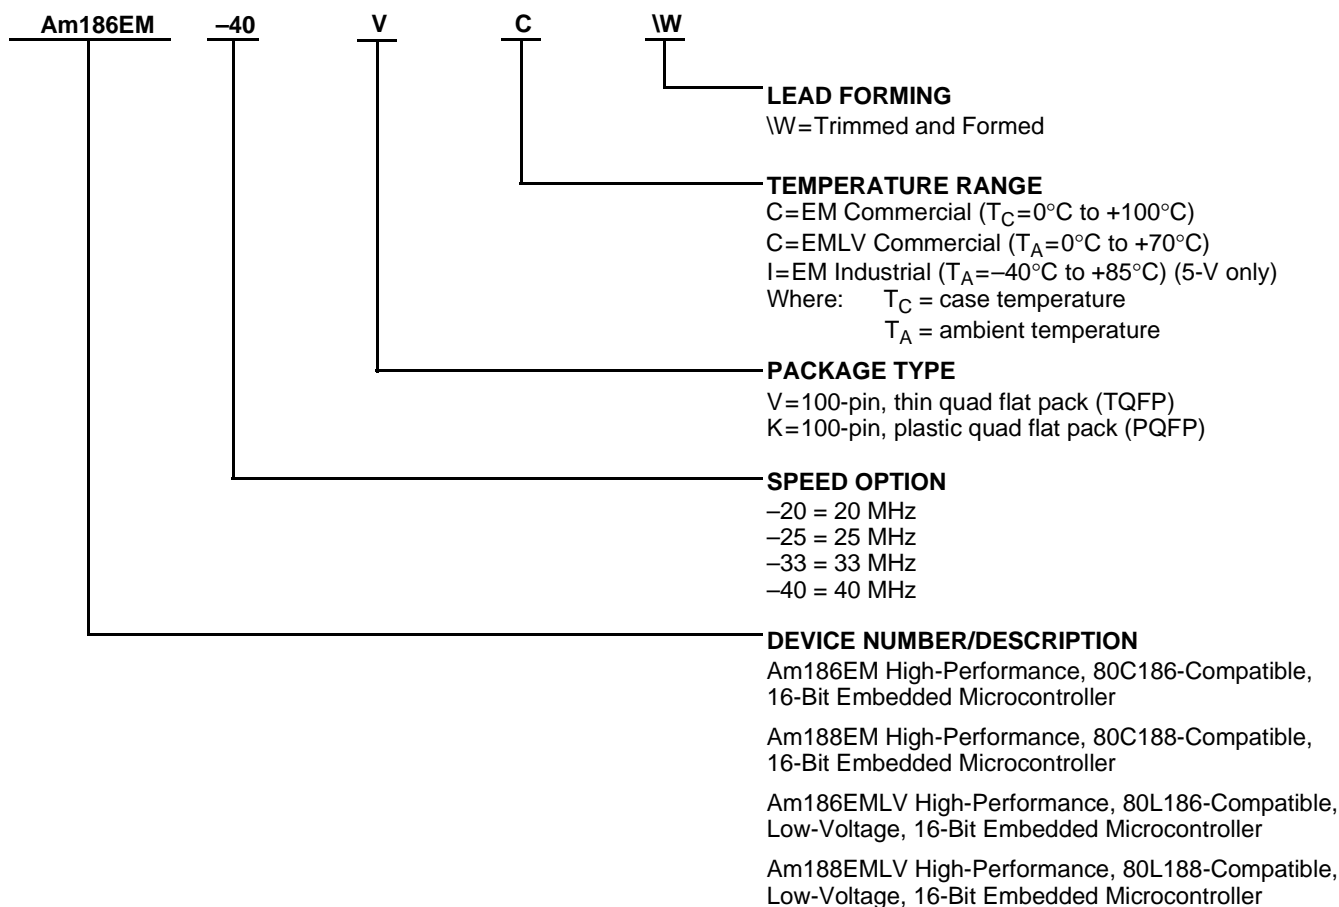 Am186EM –40 V C \W
LEAD FORMING
\W=Trimmed and Formed
TEMPERATURE RANGE
C=EM Commercial (TC=0°C to +100°C)
C=EMLV Commercial (TA=0°C to +70°C)
I=EM Industrial (TA=–40°C to +85°C) (5-V only)
Where: TC = case temperature
TA = ambient temperature
PACKAGE TYPE
V=100-pin, thin quad flat pack (TQFP)
K=100-pin, plastic quad flat pack (PQFP)
SPEED OPTION
–20 = 20 MHz
–25 = 25 MHz
–33 = 33 MHz
–40 = 40 MHz
DEVICE NUMBER/DESCRIPTION
Am186EM High-Performance, 80C186-Compatible,
16-Bit Embedded Microcontroller
Am188EM High-Performance, 80C188-Compatible,
16-Bit Embedded Microcontroller
Am186EMLV High-Performance, 80L186-Compatible,
Low-Voltage, 16-Bit Embedded Microcontroller
Am188EMLV High-Performance, 80L188-Compatible,
Low-Voltage, 16-Bit Embedded Microcontroller